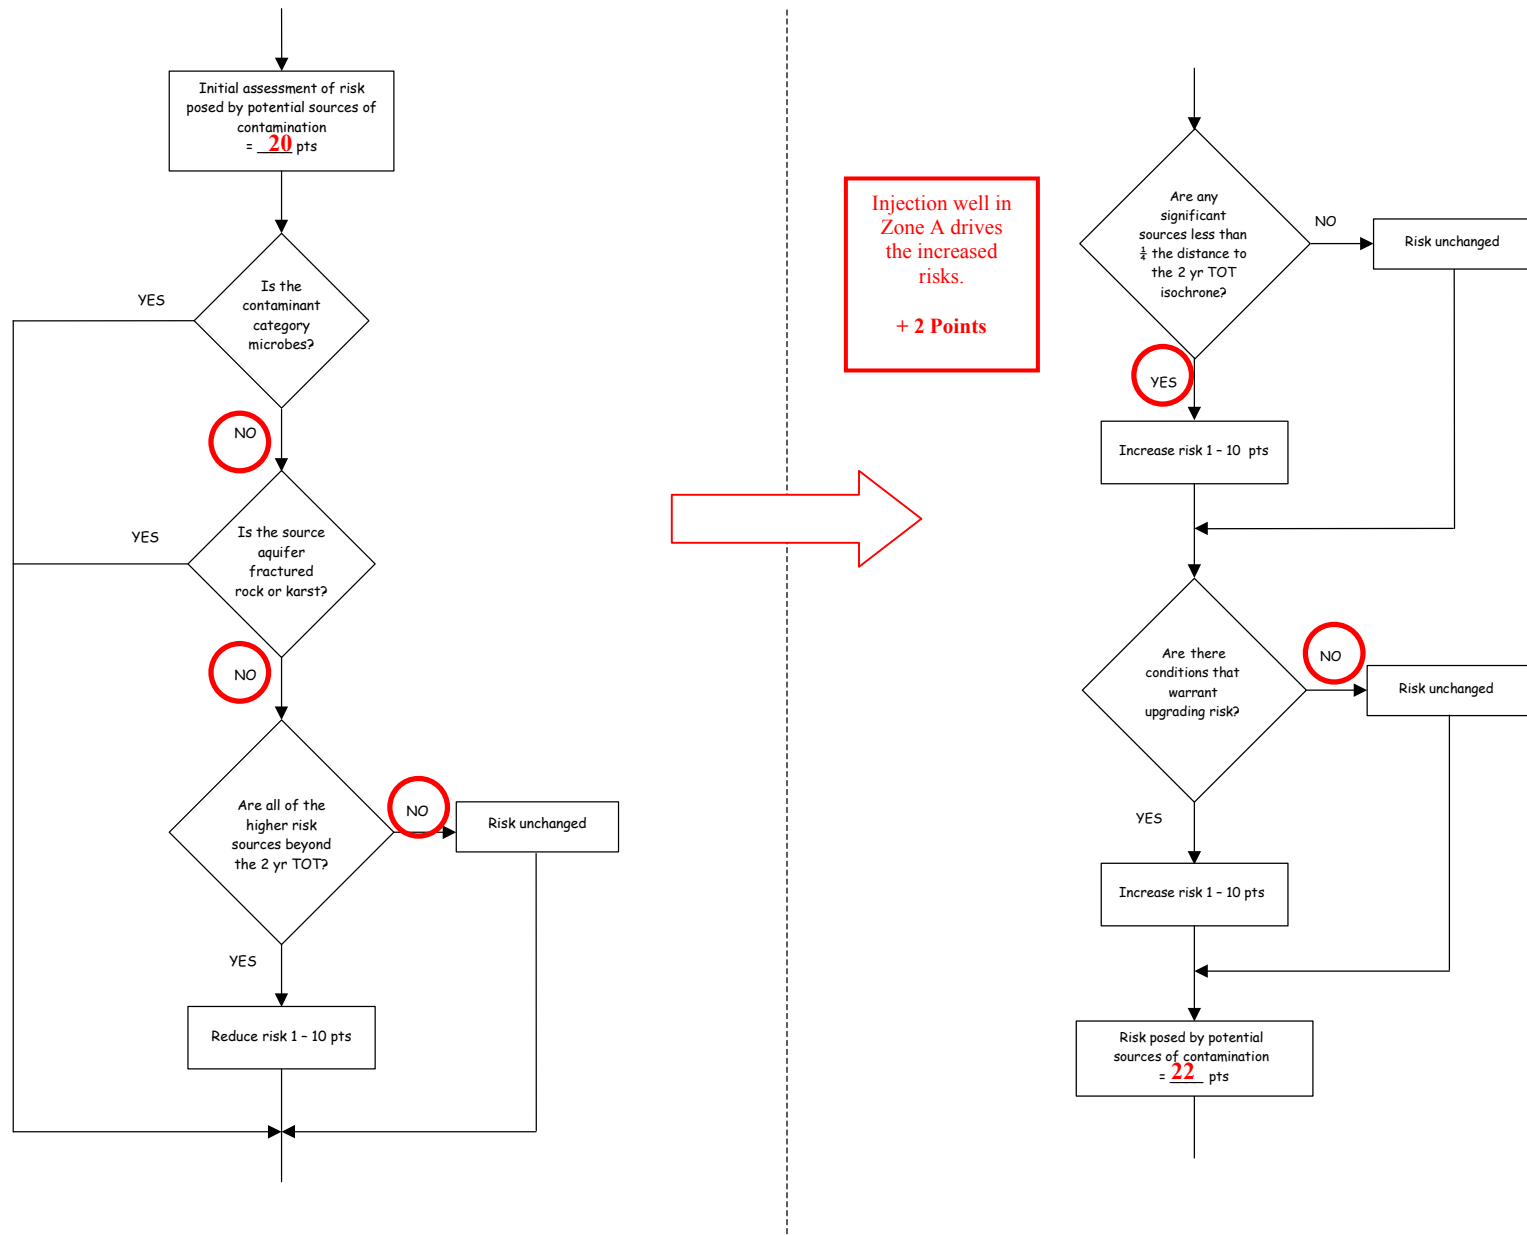 Initial assessment of risk
posed by potential sources of
contamination
= 20 pts
Is the
contaminant
category
microbes?
YES
NO
Is the source
aquifer
fractured
rock or karst?
YES
NO
Are all of the
higher risk
sources beyond
the 2 yr TOT?
NO
Risk unchanged
YES
Reduce risk 1 – 10 pts
Injection well in
Zone A drives
the increased
risks.
+ 2 Points
Are any
significant
sources less than
¼ the distance to
the 2 yr TOT
isochrone?
NO
Risk unchanged
YES
Increase risk 1 – 10 pts
Are there
conditions that
warrant
upgrading risk?
NO
Risk unchanged
YES
Increase risk 1 – 10 pts
Risk posed by potential
sources of contamination
= 22 pts